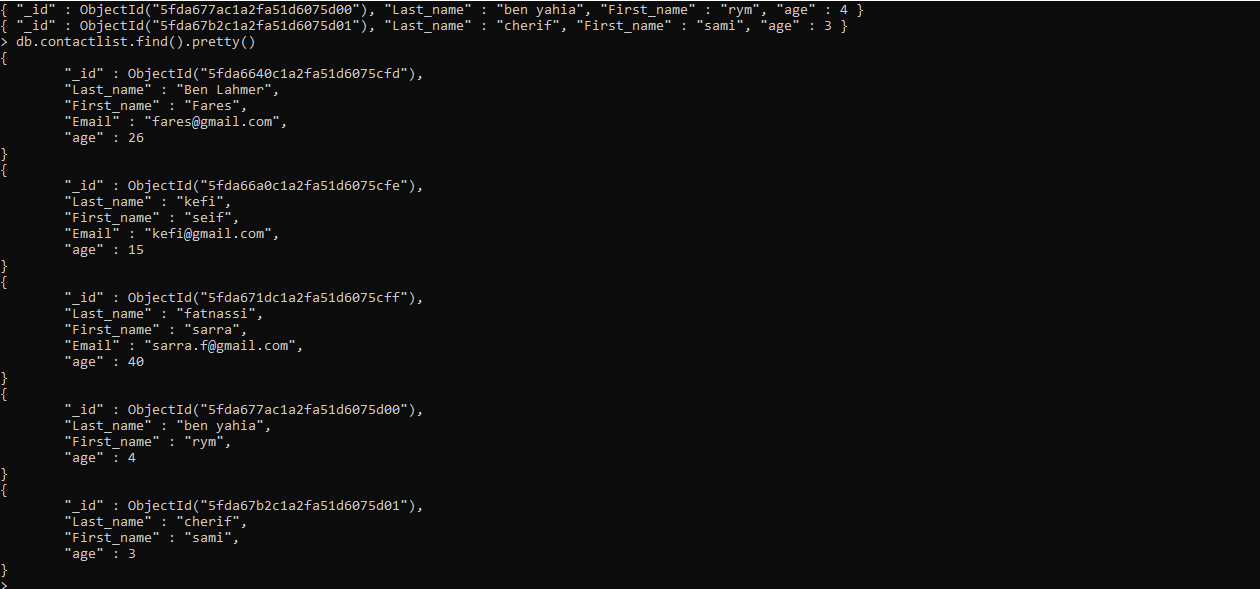 { "_id" : ObjectId("5fda677ac1a2fa51d6075d00"), "Last_name" : "ben yahia", "First_name" : "rym", "age" : 4 }
{ "_id" : ObjectId("5fda67b2c1a2fa51d6075d01"), "Last_name" : "cherif", "First_name" : "sami", "age" : 3 }
> db.contactlist.find().pretty()
{
        "_id" : ObjectId("5fda6640c1a2fa51d6075cfd"),
        "Last_name" : "Ben Lahmer",
        "First_name" : "Fares",
        "Email" : "fares@gmail.com",
        "age" : 26
}
{
        "_id" : ObjectId("5fda66a0c1a2fa51d6075cfe"),
        "Last_name" : "kefi",
        "First_name" : "seif",
        "Email" : "kefi@gmail.com",
        "age" : 15
}
{
        "_id" : ObjectId("5fda671dc1a2fa51d6075cff"),
        "Last_name" : "fatnassi",
        "First_name" : "sarra",
        "Email" : "sarra.f@gmail.com",
        "age" : 40
}
{
        "_id" : ObjectId("5fda677ac1a2fa51d6075d00"),
        "Last_name" : "ben yahia",
        "First_name" : "rym",
        "age" : 4
}
{
        "_id" : ObjectId("5fda67b2c1a2fa51d6075d01"),
        "Last_name" : "cherif",
        "First_name" : "sami",
        "age" : 3
}
>